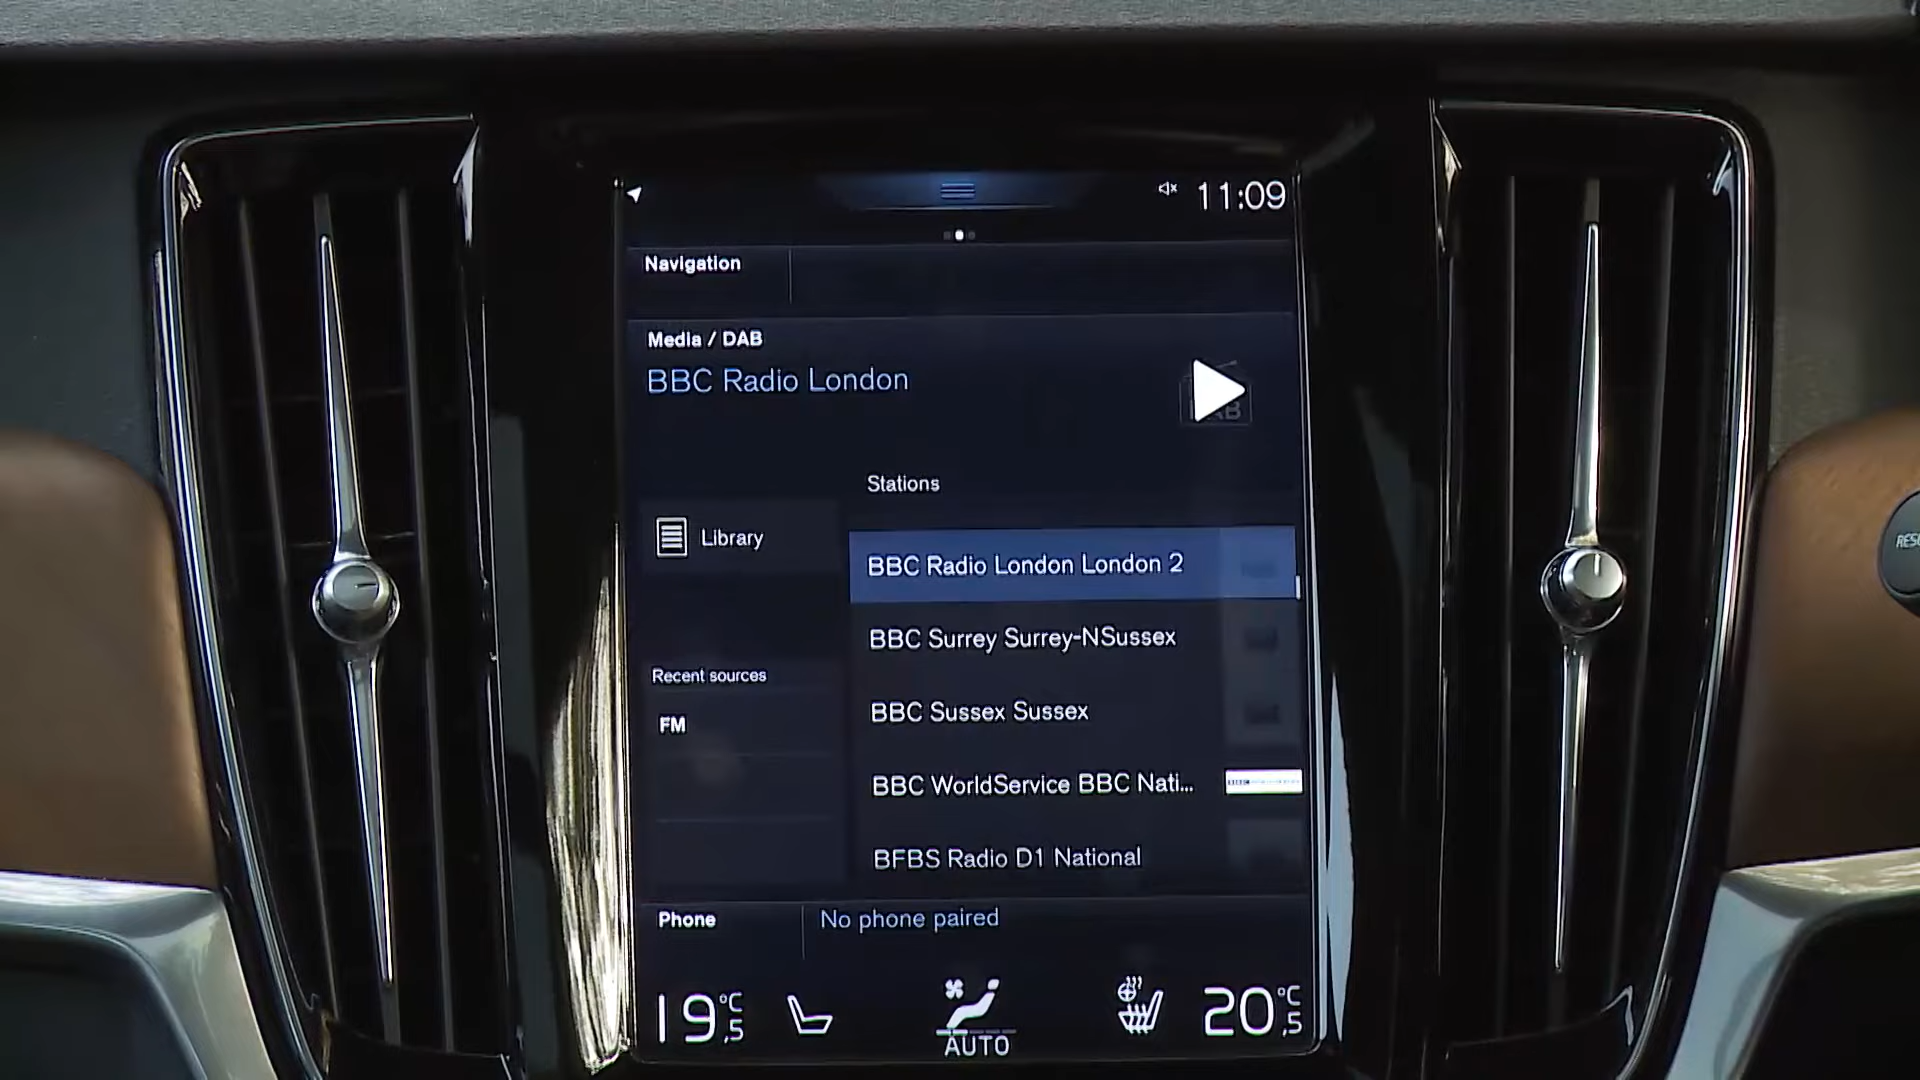 11:09
Navigation
Media / DAB
BBC Radio London
DAB
Stations
Library
BBC Radio London London 2
BBC Surrey Surrey-NSussex
Recent sources
BBC Sussex Sussex
FM
BBC WorldService BBC Nati...
BFBS Radio D1 National
Phone
No phone paired
19,5 °C
AUTO
20,5 °C